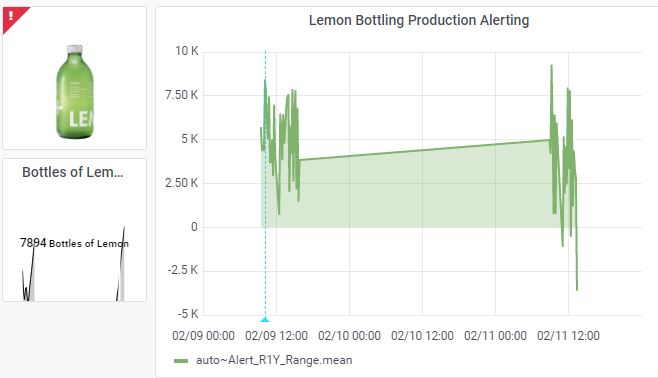 !
LE
Bottles of Lem...
7894 Bottles of Lemon
Lemon Bottling Production Alerting
10 K
7.50 K
5 K
2.50 K
0
-2.5 K
-5 K
02/09 00:00
02/09 12:00
02/10 00:00
02/10 12:00
02/11 00:00
02/11 12:00
auto~Alert_R1Y_Range.mean